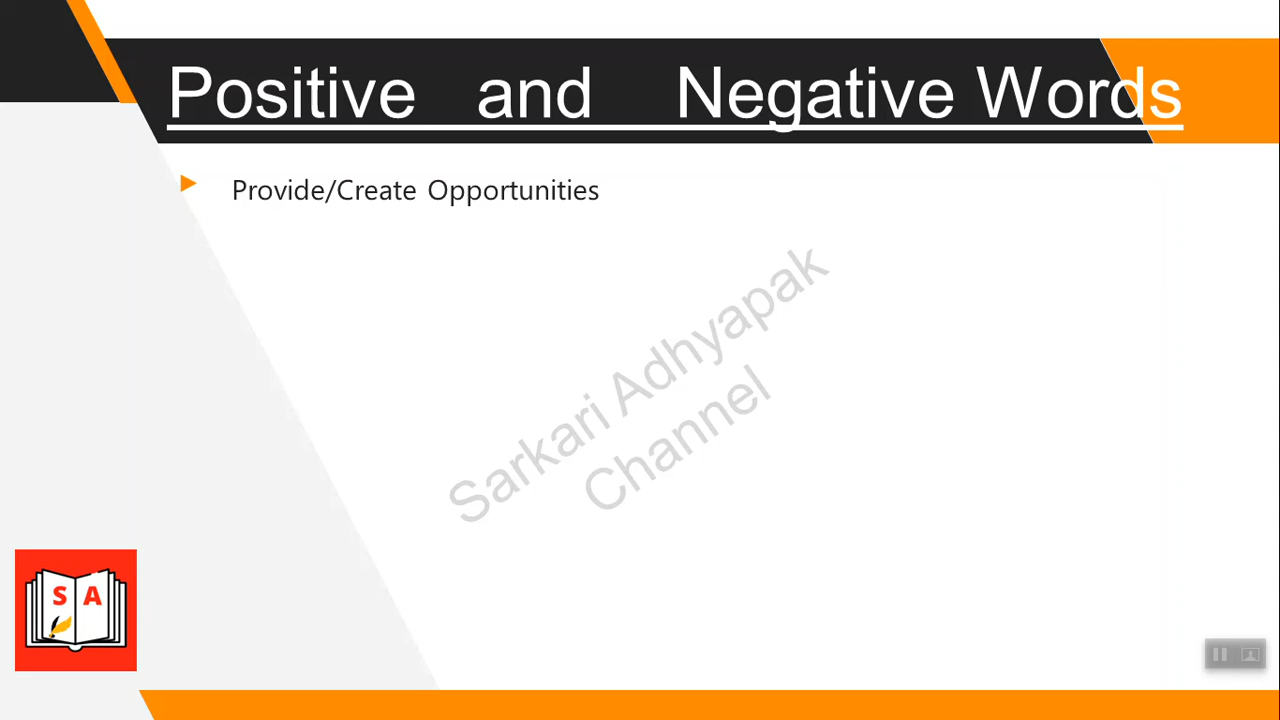 Positive and Negative Words
Provide/Create Opportunities
Sarkari Adhyapak
Channel
S A